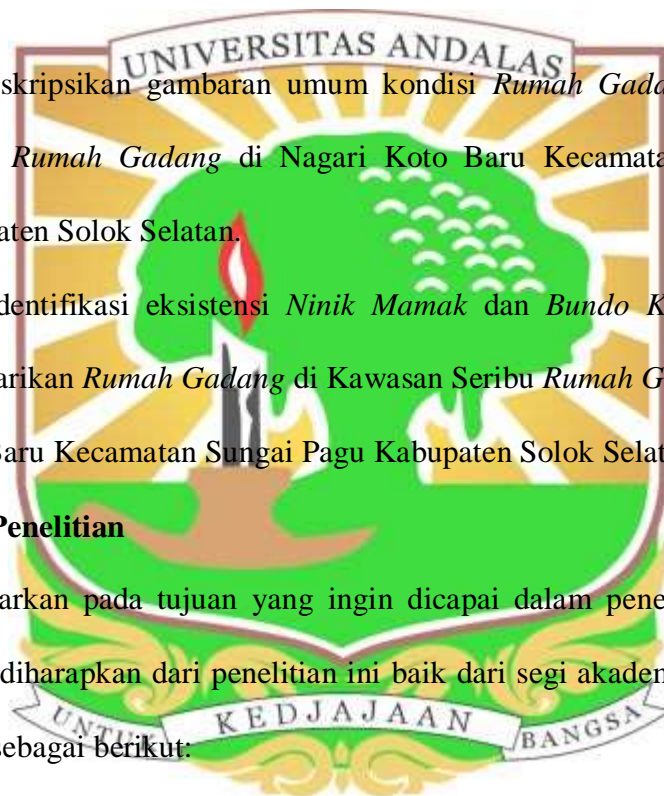 UNIVERSITAS ANDALAS
skripsikan gambaran umum kondisi Rumah Gada
Rumah Gadang di Nagari Koto Baru Kecamata
aten Solok Selatan.
dentifikasi eksistensi Ninik Mamak dan Bundo K
arikan Rumah Gadang di Kawasan Seribu Rumah G
Baru Kecamatan Sungai Pagu Kabupaten Solok Selat
Penelitian
arkan pada tujuan yang ingin dicapai dalam pene
diharapkan dari penelitian ini baik dari segi akadem
sebagai berikut:
UNTUK KEDJAJAAN BANGSA